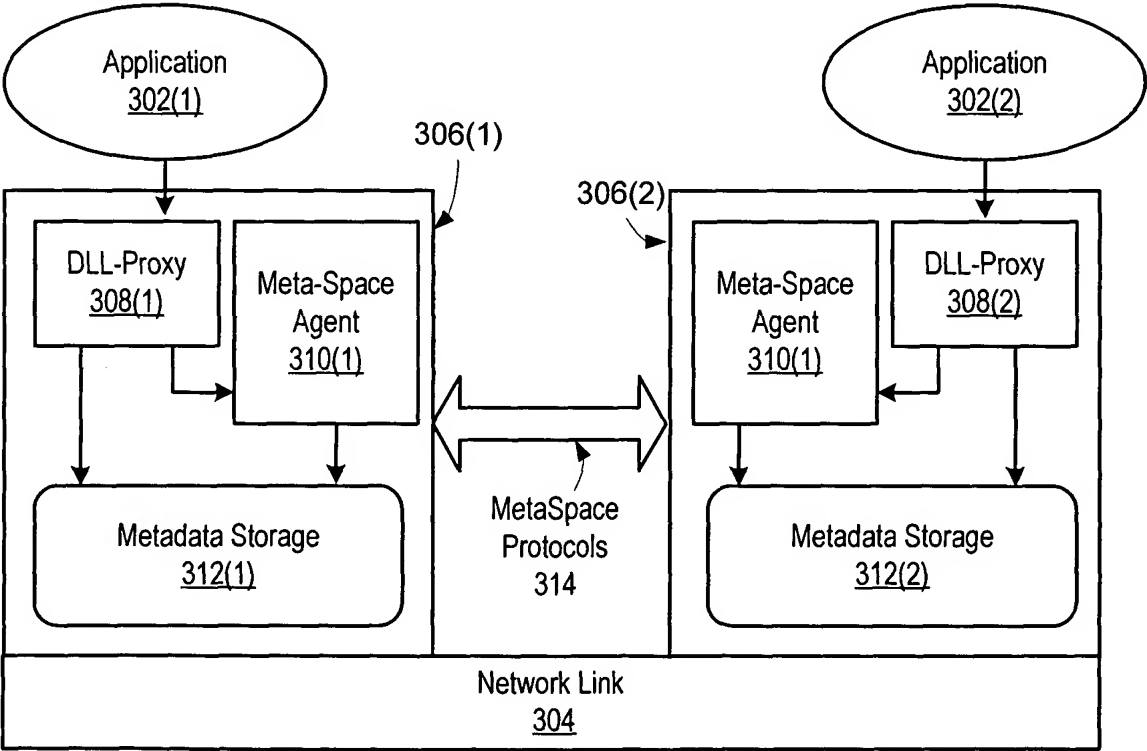 Application
302(1)
Application
302(2)
306(1)
306(2)
DLL-Proxy
308(1)
Meta-Space
Agent
310(1)
Meta-Space
Agent
310(1)
DLL-Proxy
308(2)
MetaSpace
Protocols
314
Metadata Storage
312(1)
Metadata Storage
312(2)
Network Link
304